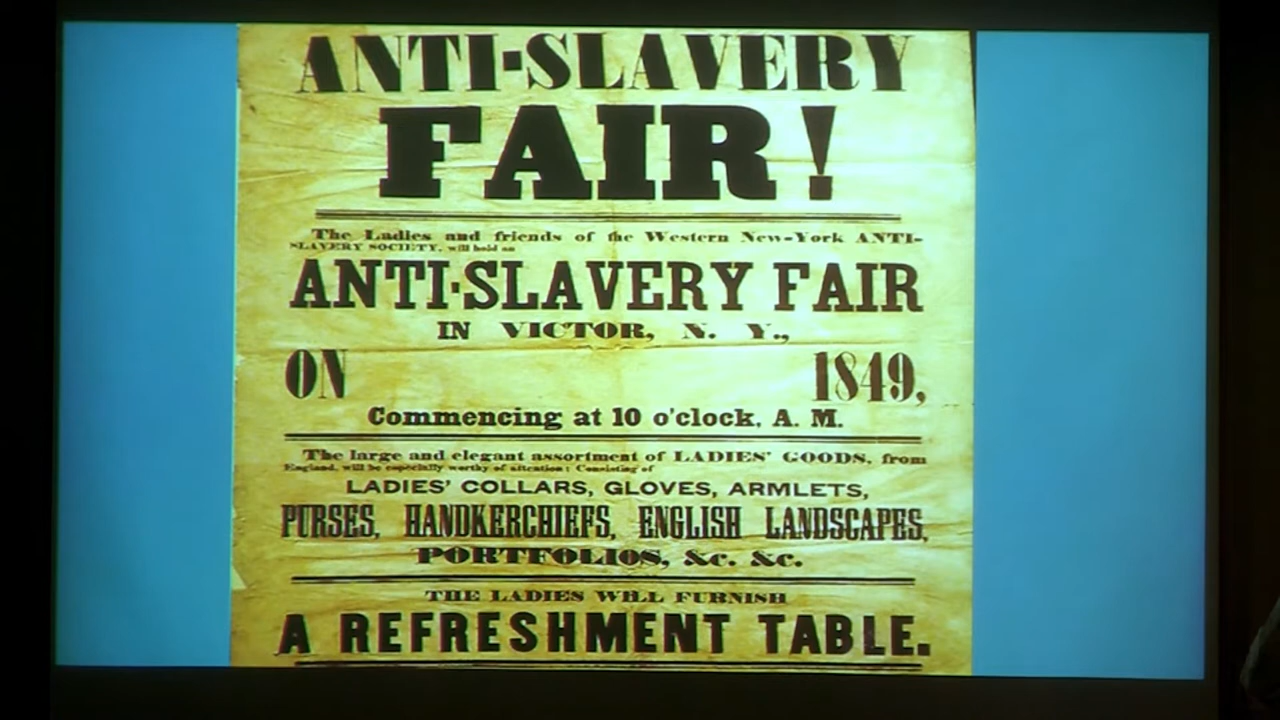 ANTI-SLAVERY
FAIR!
The Ladies and friends of the Western New-York ANTI-
SLAVERY SOCIETY, will hold an
ANTI-SLAVERY FAIR
IN VICTOR, N. Y.,
ON 1849,
Commencing at 10 o'clock, A. M.
The large and elegant assortment of LADIES' GOODS, from
England, will be especially worthy of attention: Consisting of
LADIES' COLLARS, GLOVES, ARMLETS,
PURSES, HANDKERCHIEFS, ENGLISH LANDSCAPES,
PORTFOLIOS, &c. &c.
THE LADIES WILL FURNISH
A REFRESHMENT TABLE.